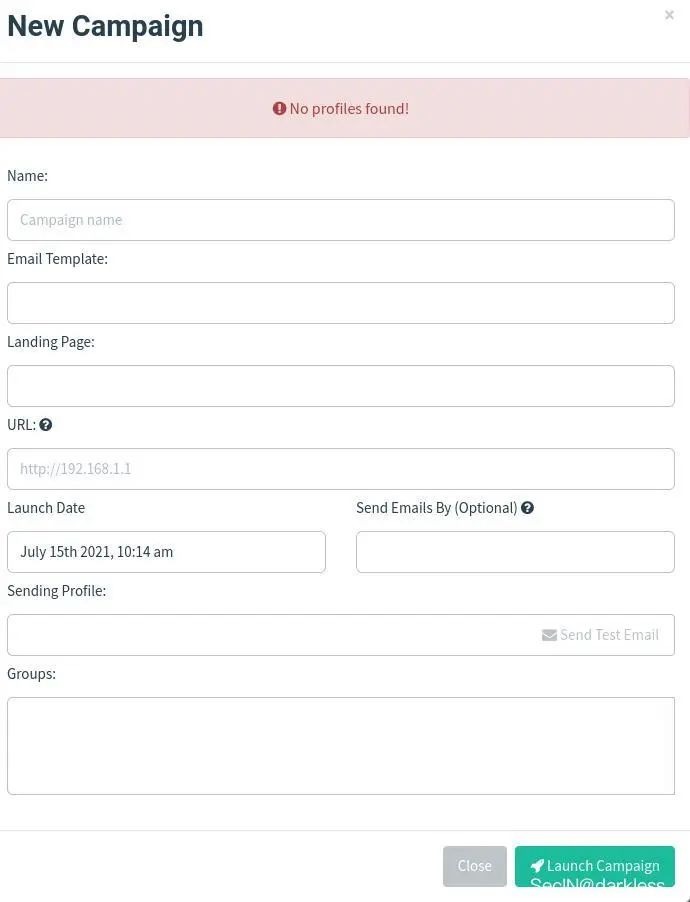 New Campaign
×
No profiles found!
Name:
Campaign name
Email Template:
Landing Page:
URL:
http://192.168.1.1
Launch Date
Send Emails By (Optional)
July 15th 2021, 10:14 am
Sending Profile:
Send Test Email
Groups:
Close
Launch Campaign
SecIN@darkless